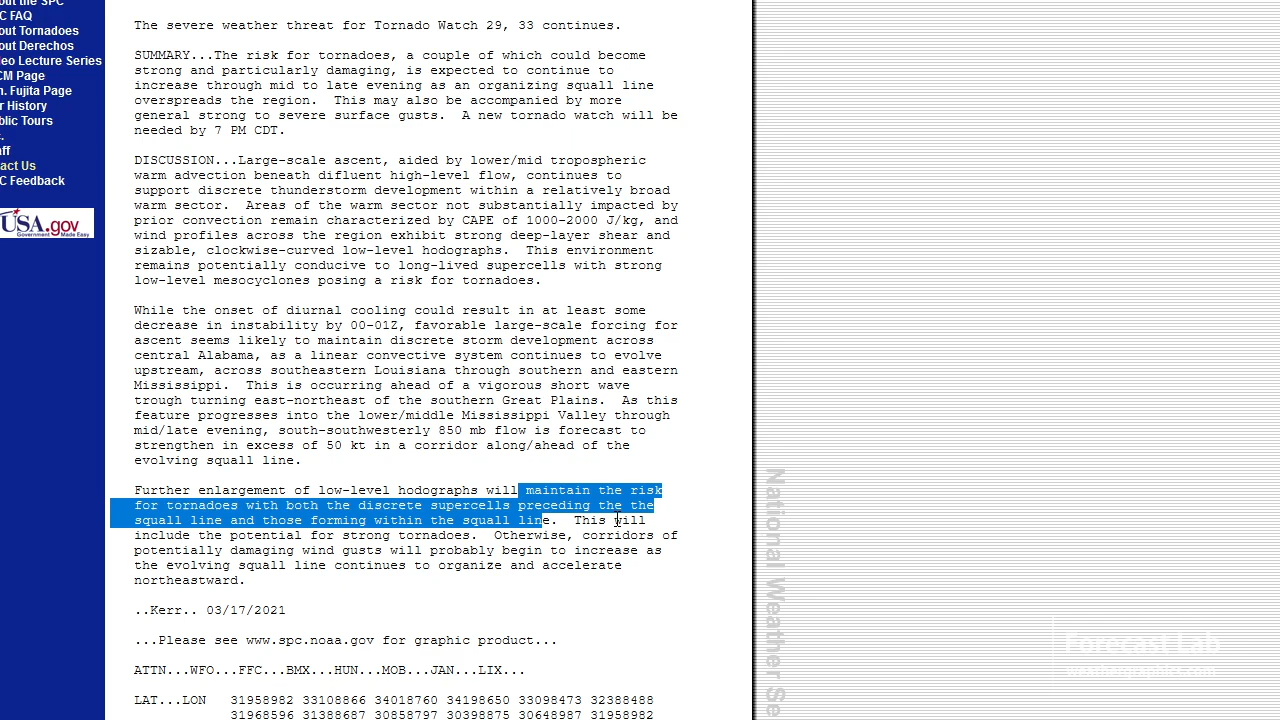 out the SPC
C FAQ
out Tornadoes
out Derechos
eo Lecture Series
CM Page
n. Fujita Page
r History
blic Tours
aff
act Us
C Feedback
USA.gov
Government Made Easy
The severe weather threat for Tornado Watch 29, 33 continues.
SUMMARY...The risk for tornadoes, a couple of which could become
strong and particularly damaging, is expected to continue to
increase through mid to late evening as an organizing squall line
overspreads the region.  This may also be accompanied by more
general strong to severe surface gusts.  A new tornado watch will be
needed by 7 PM CDT.
DISCUSSION...Large-scale ascent, aided by lower/mid tropospheric
warm advection beneath difluent high-level flow, continues to
support discrete thunderstorm development within a relatively broad
warm sector.  Areas of the warm sector not substantially impacted by
prior convection remain characterized by CAPE of 1000-2000 J/kg, and
wind profiles across the region exhibit strong deep-layer shear and
sizable, clockwise-curved low-level hodographs.  This environment
remains potentially conducive to long-lived supercells with strong
low-level mesocyclones posing a risk for tornadoes.
While the onset of diurnal cooling could result in at least some
decrease in instability by 00-01Z, favorable large-scale forcing for
ascent seems likely to maintain discrete storm development across
central Alabama, as a linear convective system continues to evolve
upstream, across southeastern Louisiana through southern and eastern
Mississippi.  This is occurring ahead of a vigorous short wave
trough turning east-northeast of the southern Great Plains.  As this
feature progresses into the lower/middle Mississippi Valley through
mid/late evening, south-southwesterly 850 mb flow is forecast to
strengthen in excess of 50 kt in a corridor along/ahead of the
evolving squall line.
Further enlargement of low-level hodographs will maintain the risk
for tornadoes with both the discrete supercells preceding the the
squall line and those forming within the squall line.  This will
include the potential for strong tornadoes.  Otherwise, corridors of
potentially damaging wind gusts will probably begin to increase as
the evolving squall line continues to organize and accelerate
northeastward.
..Kerr.. 03/17/2021
...Please see www.spc.noaa.gov for graphic product...
ATTN...WFO...FFC...BMX...HUN...MOB...JAN...LIX...
LAT...LON
National Weather Se
Forecast Lab